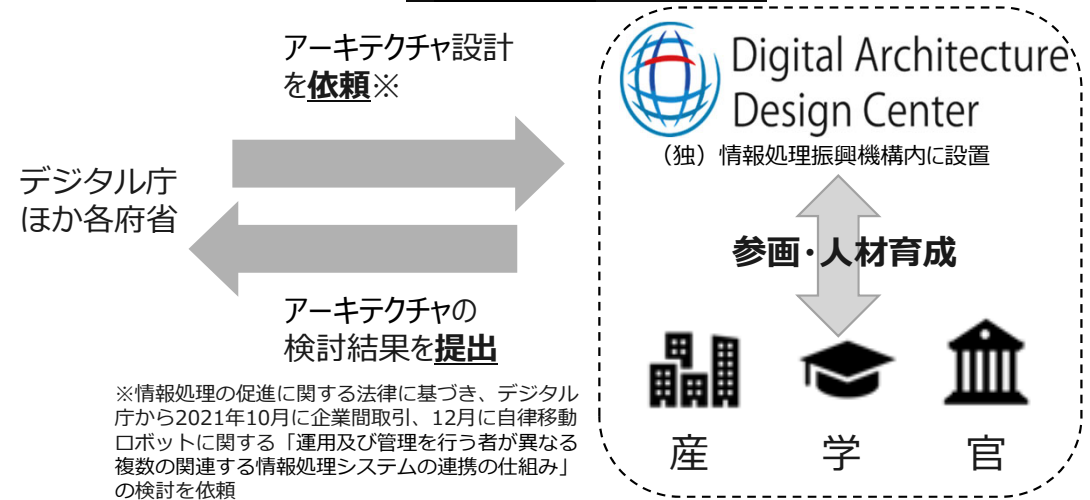 アーキテクチャ設計
を依頼※
Digital Architecture
Design Center
（独）情報処理振興機構内に設置
デジタル庁
ほか各府省
参画・人材育成
アーキテクチャの
検討結果を提出
※情報処理の促進に関する法律に基づき、デジタル
庁から2021年10月に企業間取引、12月に自律移動
ロボットに関する「運用及び管理を行う者が異なる
複数の関連する情報処理システムの連携の仕組み」
の検討を依頼
産
学
官